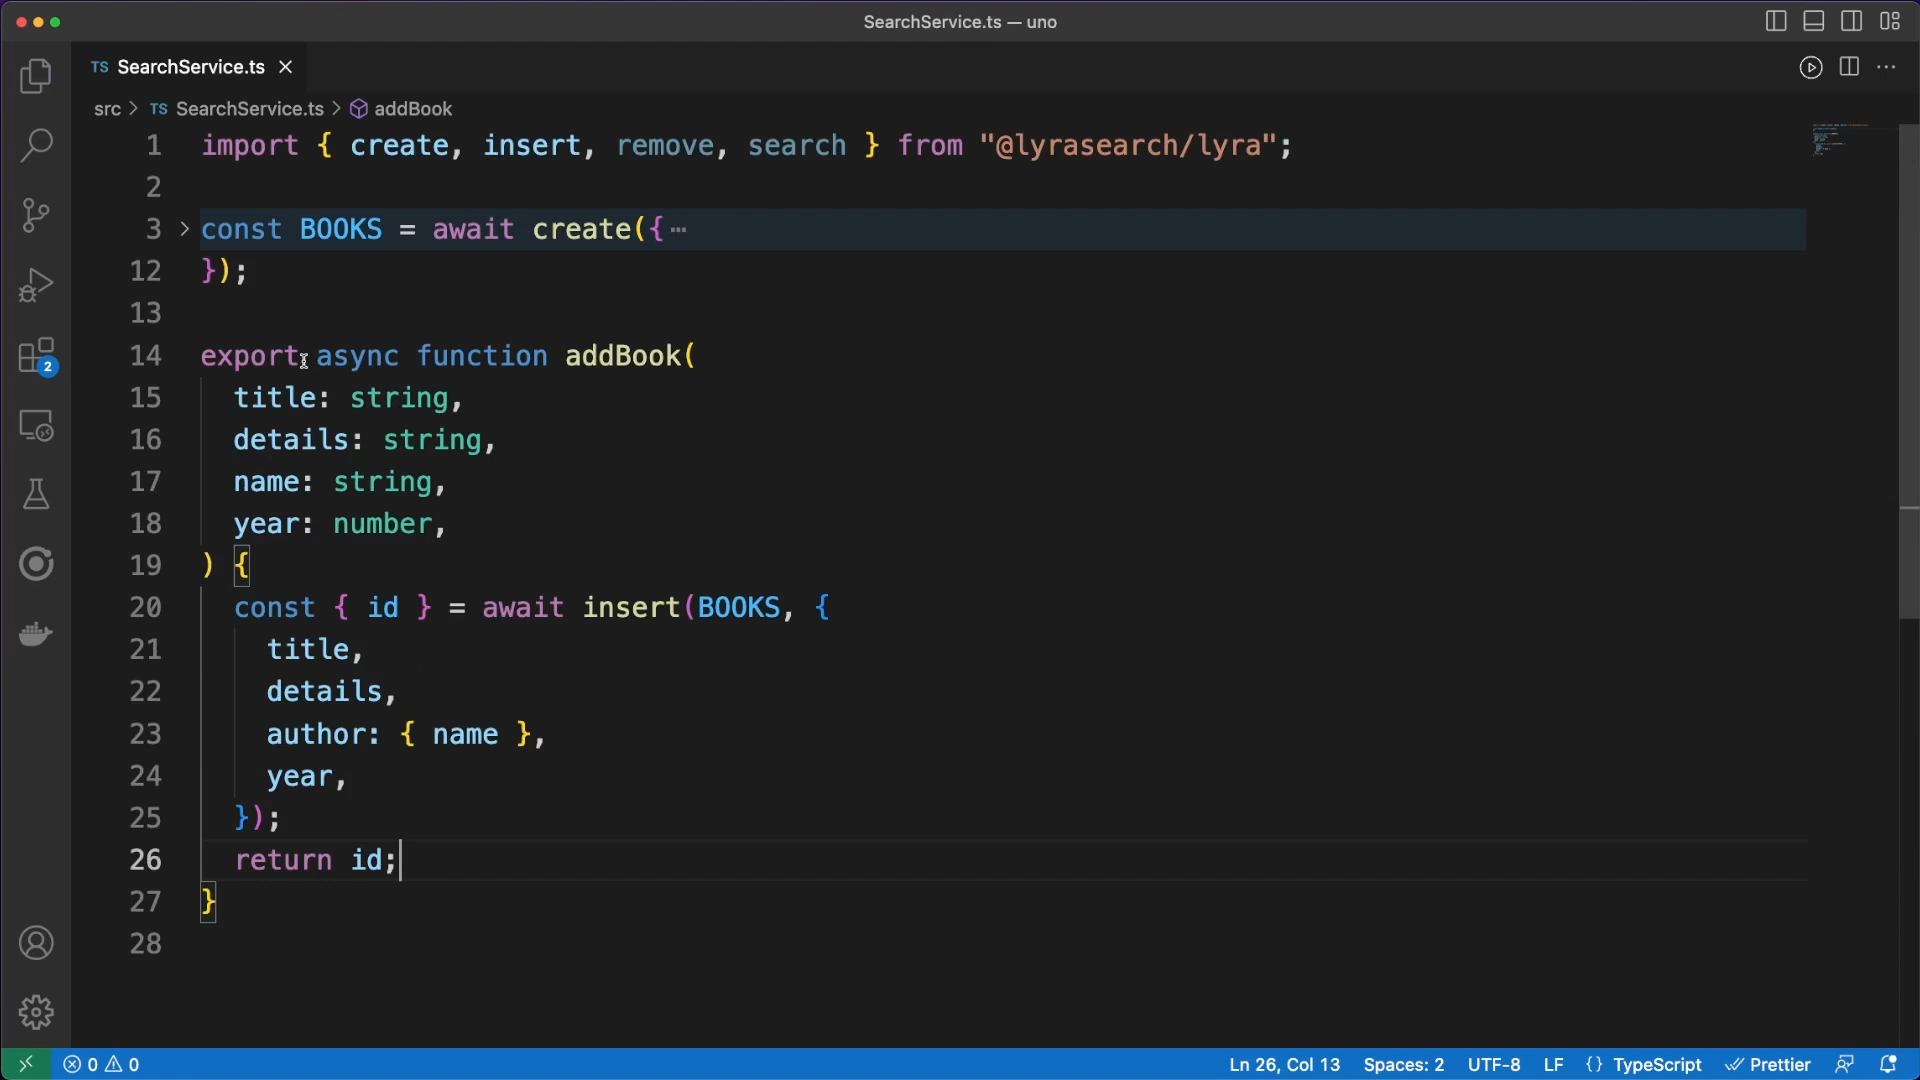 SearchService.ts — uno
TS SearchService.ts
src > TS SearchService.ts > addBook
1 import { create, insert, remove, search } from "@lyrasearch/lyra";
2
3 const BOOKS = await create({ ⋯
12 });
13
14 export async function addBook(
15 title: string,
16 details: string,
17 name: string,
18 year: number,
19 ) {
20 const { id } = await insert(BOOKS, {
21 title,
22 details,
23 author: { name },
24 year,
25 });
26 return id;
27 }
28
2
0 0 Ln 26, Col 13 Spaces: 2 UTF-8 LF {} TypeScript Prettier